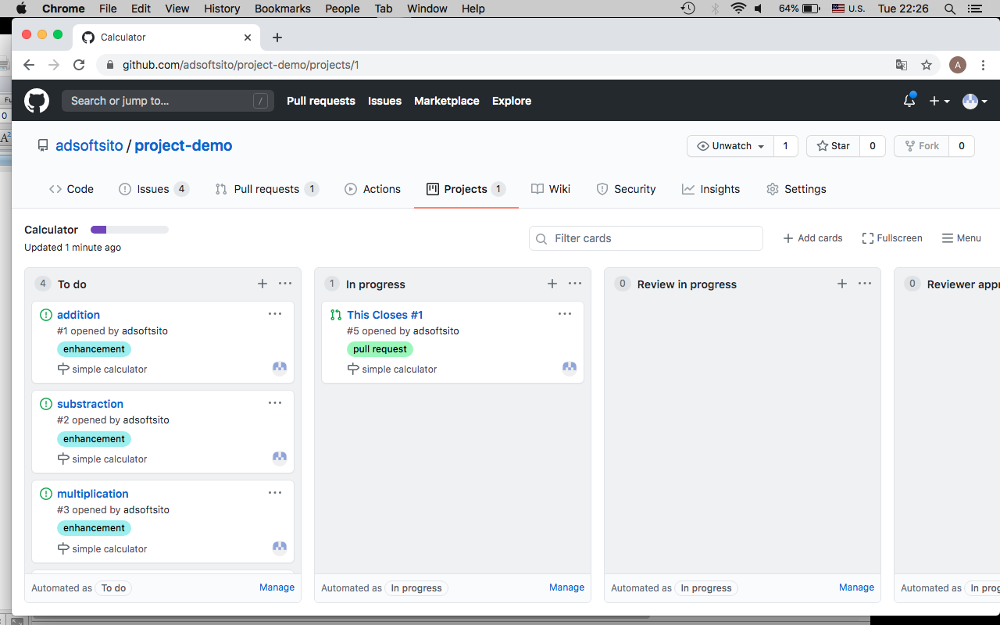 Chrome File Edit View History Bookmarks People Tab Window Help 64% U.S. Tue 22:26
Calculator
github.com/adsoftsito/project-demo/projects/1 A
Search or jump to... / Pull requests Issues Marketplace Explore
adsoftsito / project-demo Unwatch 1 Star 0 Fork 0
Code Issues 4 Pull requests 1 Actions Projects 1 Wiki Security Insights Settings
Calculator
Updated 1 minute ago
Filter cards Add cards Fullscreen Menu
4 To do
addition
#1 opened by adsoftsito
enhancement
simple calculator
substraction
#2 opened by adsoftsito
enhancement
simple calculator
multiplication
#3 opened by adsoftsito
enhancement
simple calculator
Automated as To do Manage
1 In progress
This Closes #1
#5 opened by adsoftsito
pull request
simple calculator
Automated as In progress Manage
0 Review in progress
Automated as In progress Manage
0 Reviewer
Automated as In